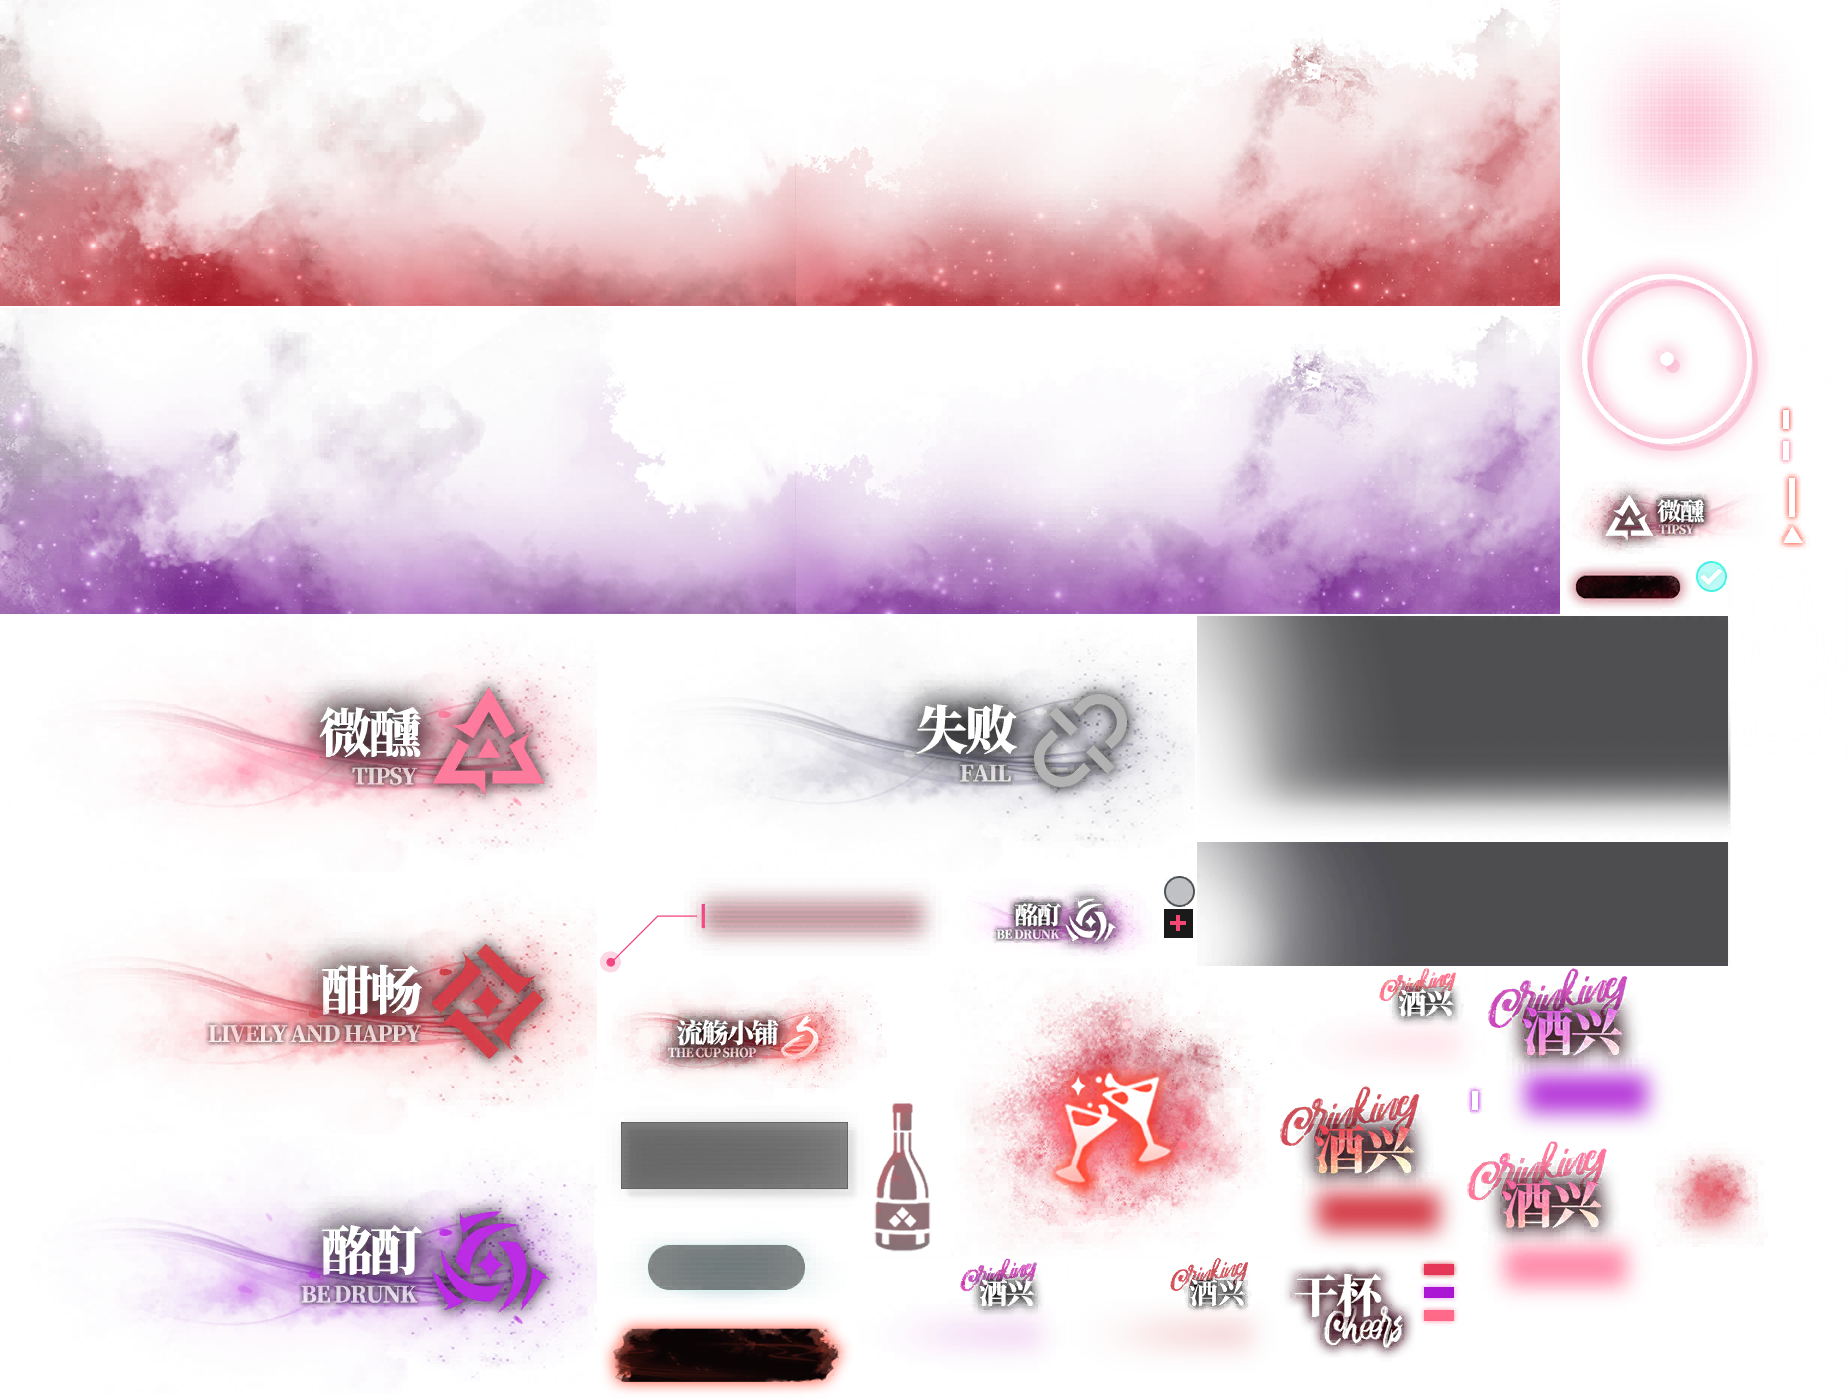 微醺
TIPSY
微醺
TIPSY
失败
FAIL
酣畅
LIVELY AND HAPPY
酩酊
BE DRUNK
流觞小铺
THE CUP SHOP
Drinking
酒兴
Drinking
酒兴
Drinking
酒兴
Drinking
酒兴
酩酊
BE DRUNK
Drinking
酒兴
Drinking
酒兴
干杯
Cheers